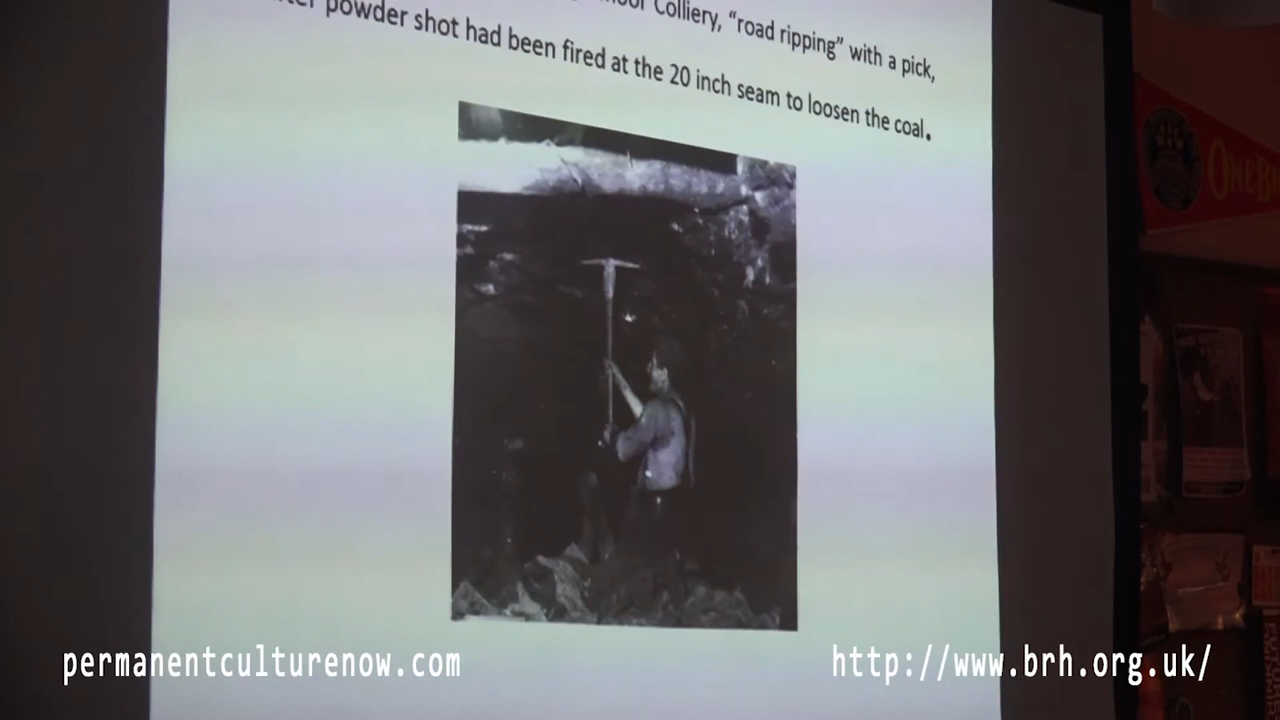 Colliery, “road ripping” with a pick,
powder shot had been fired at the 20 inch seam to loosen the coal.
permanentculturenow.com
http://www.brh.org.uk/